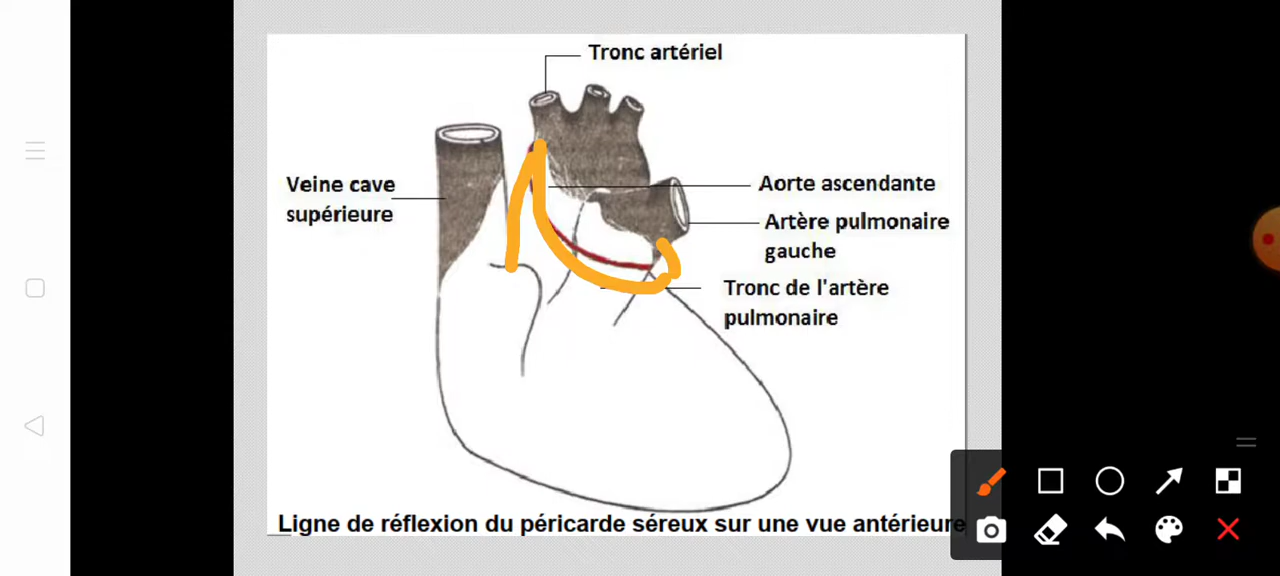 Tronc artériel
Veine cave
supérieure
Aorte ascendante
Artère pulmonaire
gauche
Tronc de l'artère
pulmonaire
Ligne de réflexion du péricarde séreux sur une vue antérieure